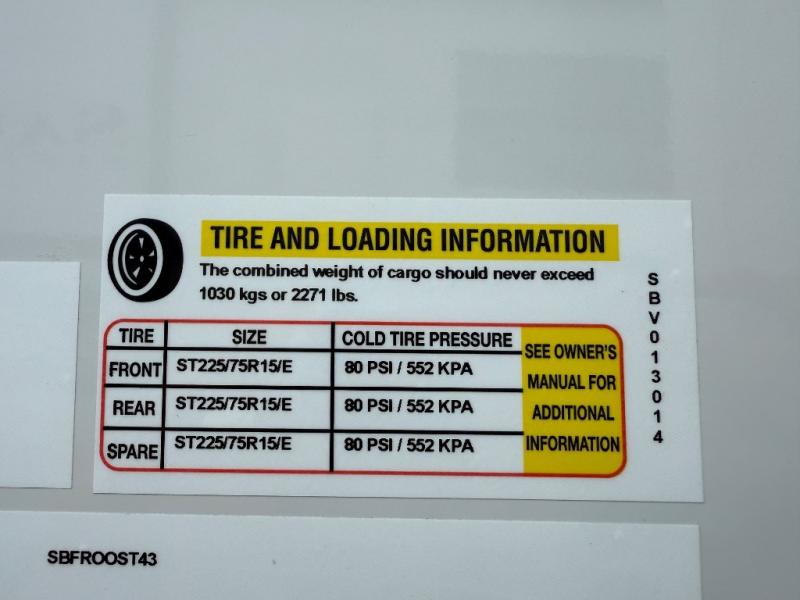 TIRE AND LOADING INFORMATION
The combined weight of cargo should never exceed
1030 kgs or 2271 lbs.
TIRE SIZE COLD TIRE PRESSURE
FRONT ST225/75R15/E 80 PSI / 552 KPA
REAR ST225/75R15/E 80 PSI / 552 KPA
SPARE ST225/75R15/E 80 PSI / 552 KPA
SEE OWNER'S
MANUAL FOR
ADDITIONAL
INFORMATION
SBV013014
SBFROOST43